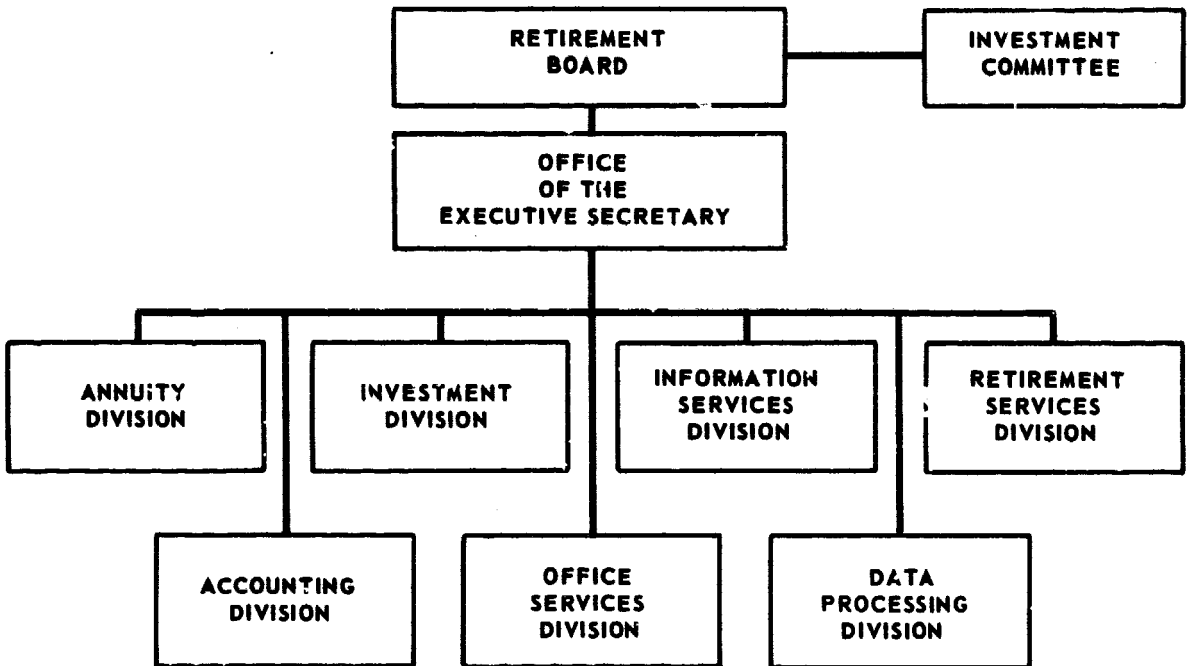 RETIREMENT
BOARD
INVESTMENT
COMMITTEE
OFFICE
OF THE
EXECUTIVE SECRETARY
ANNUITY
DIVISION
INVESTMENT
DIVISION
INFORMATION
SERVICES
DIVISION
RETIREMENT
SERVICES
DIVISION
ACCOUNTING
DIVISION
OFFICE
SERVICES
DIVISION
DATA
PROCESSING
DIVISION